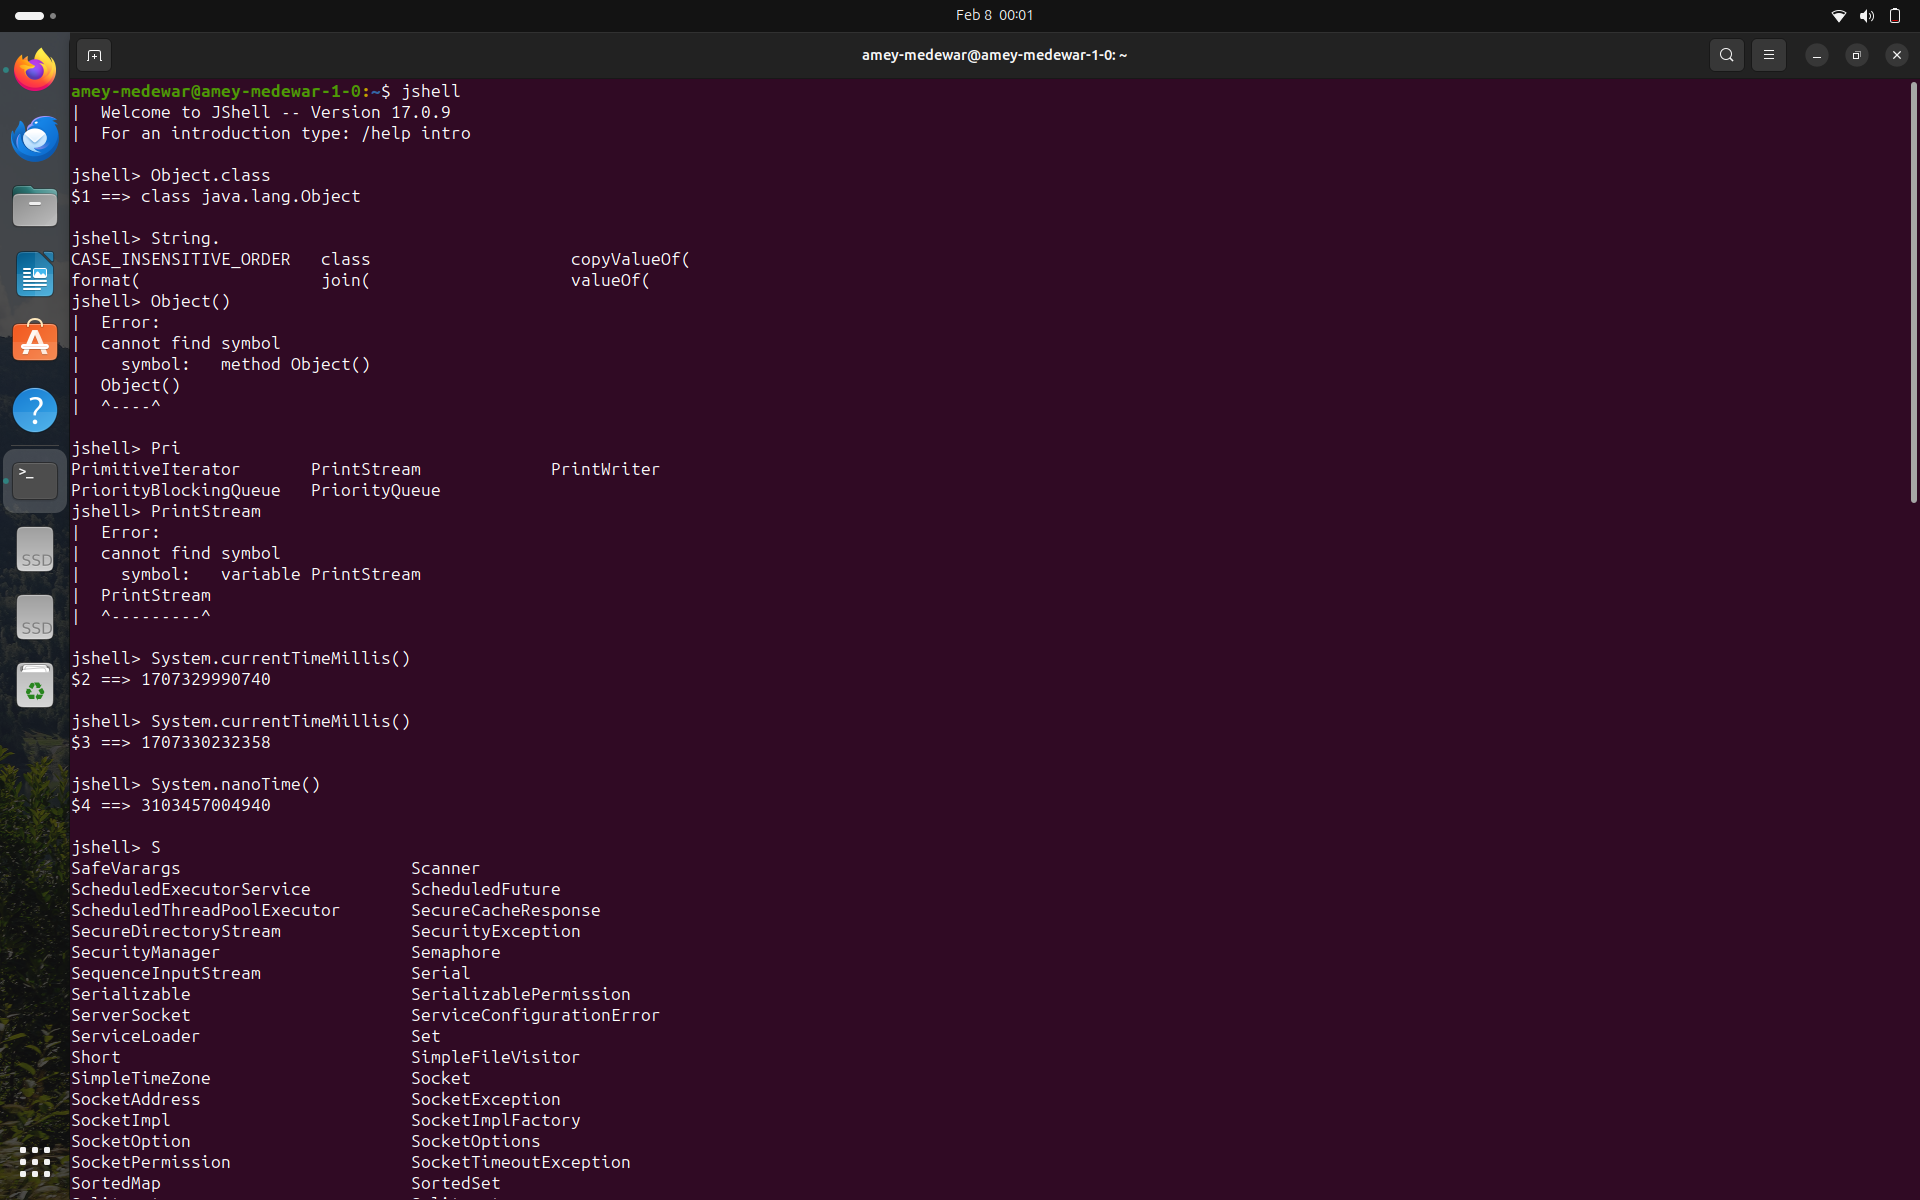 Feb 8 00:01
amey-medewar@amey-medewar-1-0: ~
amey-medewar@amey-medewar-1-0:~$ jshell
| Welcome to JShell -- Version 17.0.9
| For an introduction type: /help intro
jshell> Object.class
$1 ==> class java.lang.Object
jshell> String.
CASE_INSENSITIVE_ORDER class copyValueOf(
format( join( valueOf(
jshell> Object()
| Error:
| cannot find symbol
| symbol: method Object()
| Object()
| ^----^
jshell> Pri
PrimitiveIterator PrintStream PrintWriter
PriorityBlockingQueue PriorityQueue
jshell> PrintStream
| Error:
| cannot find symbol
| symbol: variable PrintStream
| PrintStream
| ^---------^
jshell> System.currentTimeMillis()
$2 ==> 1707329990740
jshell> System.currentTimeMillis()
$3 ==> 1707330232358
jshell> System.nanoTime()
$4 ==> 3103457004940
jshell> S
SafeVarargs Scanner
ScheduledExecutorService ScheduledFuture
ScheduledThreadPoolExecutor SecureCacheResponse
SecureDirectoryStream SecurityException
SecurityManager Semaphore
SequenceInputStream Serial
Serializable SerializablePermission
ServerSocket ServiceConfigurationError
ServiceLoader Set
Short SimpleFileVisitor
SimpleTimeZone Socket
SocketAddress SocketException
SocketImpl SocketImplFactory
SocketOption SocketOptions
SocketPermission SocketTimeoutException
SortedMap SortedSet
SSD
SSD